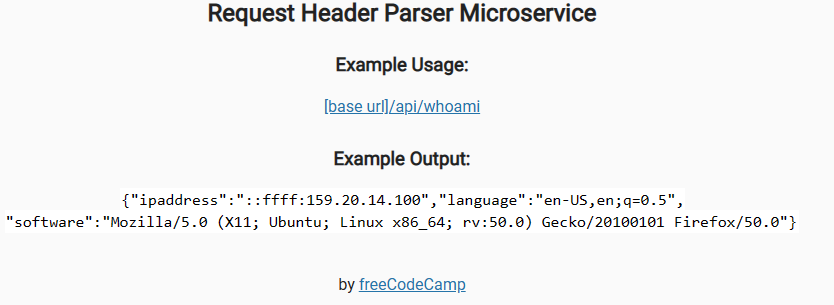 Request Header Parser Microservice
Example Usage:
[base url]/api/whoami
Example Output:
{"ipaddress":"::ffff:159.20.14.100","language":"en-US,en;q=0.5",
"software":"Mozilla/5.0 (X11; Ubuntu; Linux x86_64; rv:50.0) Gecko/20100101 Firefox/50.0"}
by freeCodeCamp